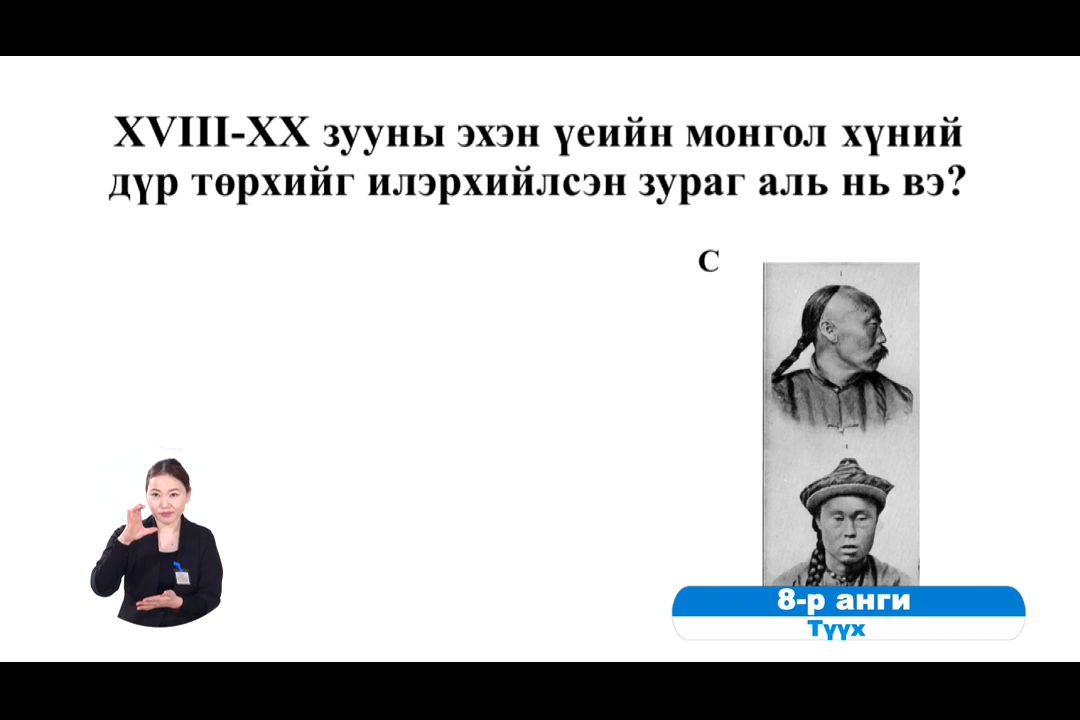 XVIII-XX зууны эхэн үеийн монгол хүний
дүр төрхийг илэрхийлсэн зураг аль нь вэ?
C
8-р анги
Түүх